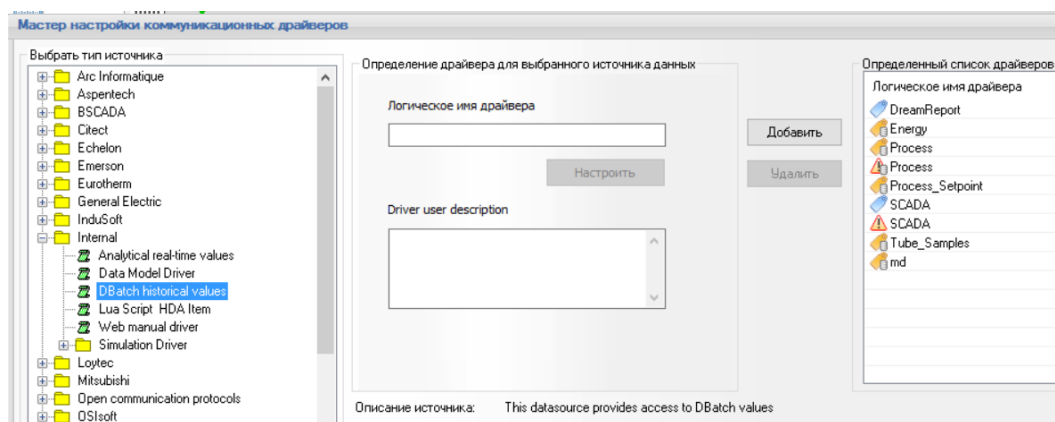 Мастер настройки коммуникационных драйверов
Выбрать тип источника
Arc Informatique
Aspentech
BSCADA
Citect
Echelon
Emerson
Eurotherm
General Electric
InduSoft
Internal
Analytical real-time values
Data Model Driver
DBatch historical values
Lua Script HDA Item
Web manual driver
Simulation Driver
Loytec
Mitsubishi
Open communication protocols
OSIsoft
Определение драйвера для выбранного источника данных
Логическое имя драйвера
Настроить
Driver user description
Добавить
Удалить
Описание источника: This datasource provides access to DBatch values
Определенный список драйверов
Логическое имя драйвера
DreamReport
Energy
Process
Process
Process_Setpoint
SCADA
SCADA
Tube_Samples
md